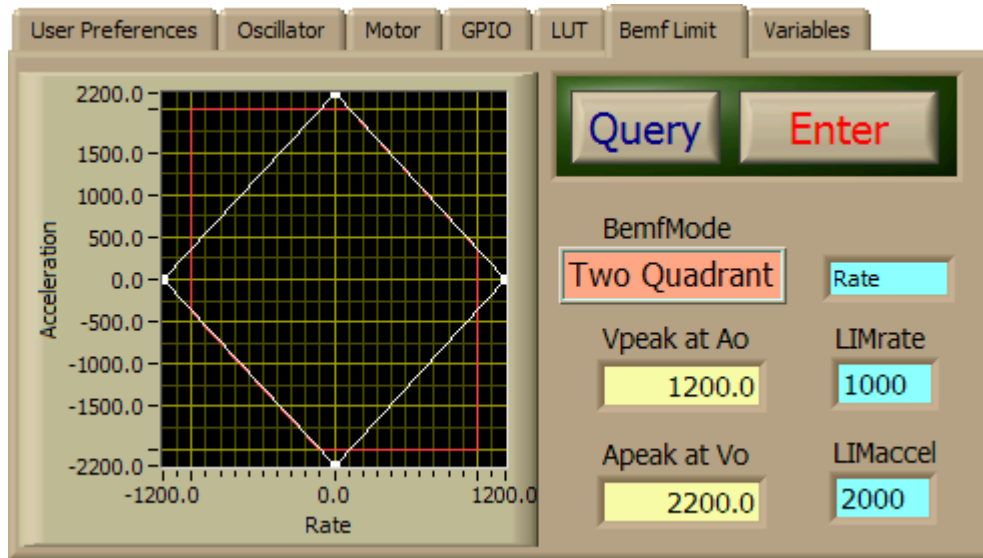 User Preferences
Oscillator
Motor
GPIO
LUT
Bemf Limit
Variables
2200.0
1500.0
1000.0
500.0
0.0
-500.0
-1000.0
-1500.0
-2200.0
Acceleration
-1200.0
0.0
1200.0
Rate
Query
Enter
BemfMode
Two Quadrant
Rate
Vpeak at Ao
LIMrate
1200.0
1000
Apeak at Vo
LIMaccel
2200.0
2000